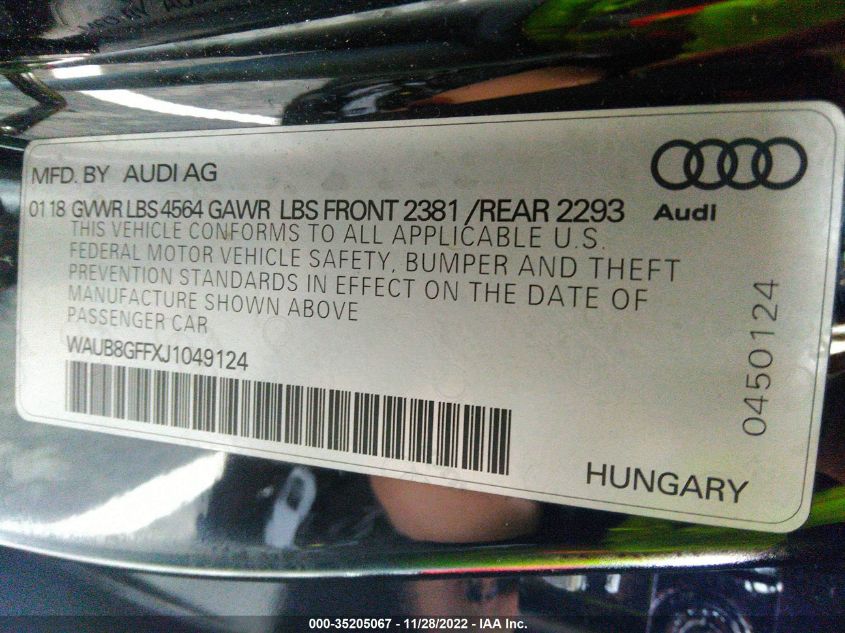 MFD. BY AUDI AG
Audi
01 18 GVWR LBS 4564 GAWR LBS FRONT 2381 /REAR 2293
THIS VEHICLE CONFORMS TO ALL APPLICABLE U.S.
FEDERAL MOTOR VEHICLE SAFETY, BUMPER AND THEFT
PREVENTION STANDARDS IN EFFECT ON THE DATE OF
MANUFACTURE SHOWN ABOVE
PASSENGER CAR
WAUB8GFFXJ1049124
0450124
HUNGARY
000-35205067 - 11/28/2022 - IAA Inc.